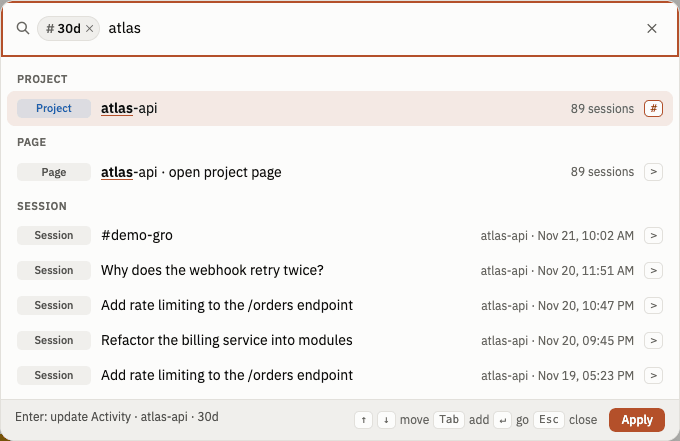 # 30d × atlas ×
PROJECT
Project atlas-api 89 sessions #
PAGE
Page atlas-api · open project page 89 sessions >
SESSION
Session #demo-gro atlas-api · Nov 21, 10:02 AM >
Session Why does the webhook retry twice? atlas-api · Nov 20, 11:51 AM >
Session Add rate limiting to the /orders endpoint atlas-api · Nov 20, 10:47 PM >
Session Refactor the billing service into modules atlas-api · Nov 20, 09:45 PM >
Session Add rate limiting to the /orders endpoint atlas-api · Nov 19, 05:23 PM >
Enter: update Activity · atlas-api · 30d ↑ ↓ move Tab add ↵ go Esc close Apply